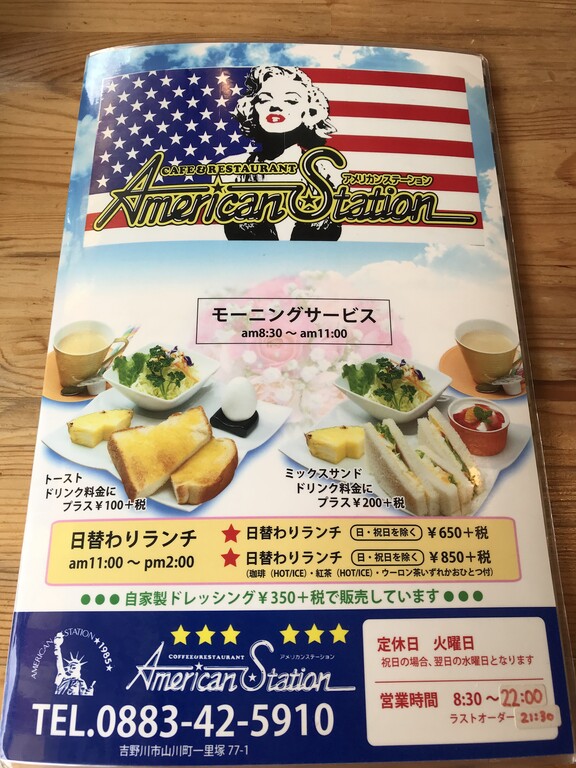 CAFE & RESTAURANT
アメリカンステーション
American Station
モーニングサービス
am8:30 ～ am11:00
トースト
ドリンク料金に
プラス￥100＋税
ミックスサンド
ドリンク料金に
プラス￥200＋税
日替わりランチ
am11:00 ～ pm2:00
★ 日替わりランチ 日・祝日を除く ￥650＋税
★ 日替わりランチ 日・祝日を除く ￥850＋税
(珈琲（HOT/ICE）・紅茶（HOT/ICE）・ウーロン茶いずれかおひとつ付)
●●● 自家製ドレッシング￥350＋税で販売しています ●●●
AMERICAN STATION ★1985★
★★★ ★★★
COFFEE&RESTAURANT アメリカンステーション
American Station
TEL.0883-42-5910
吉野川市山川町一里塚 77-1
定休日 火曜日
祝日の場合、翌日の水曜日となります
営業時間 8:30～22:00
ラストオーダー 21:30